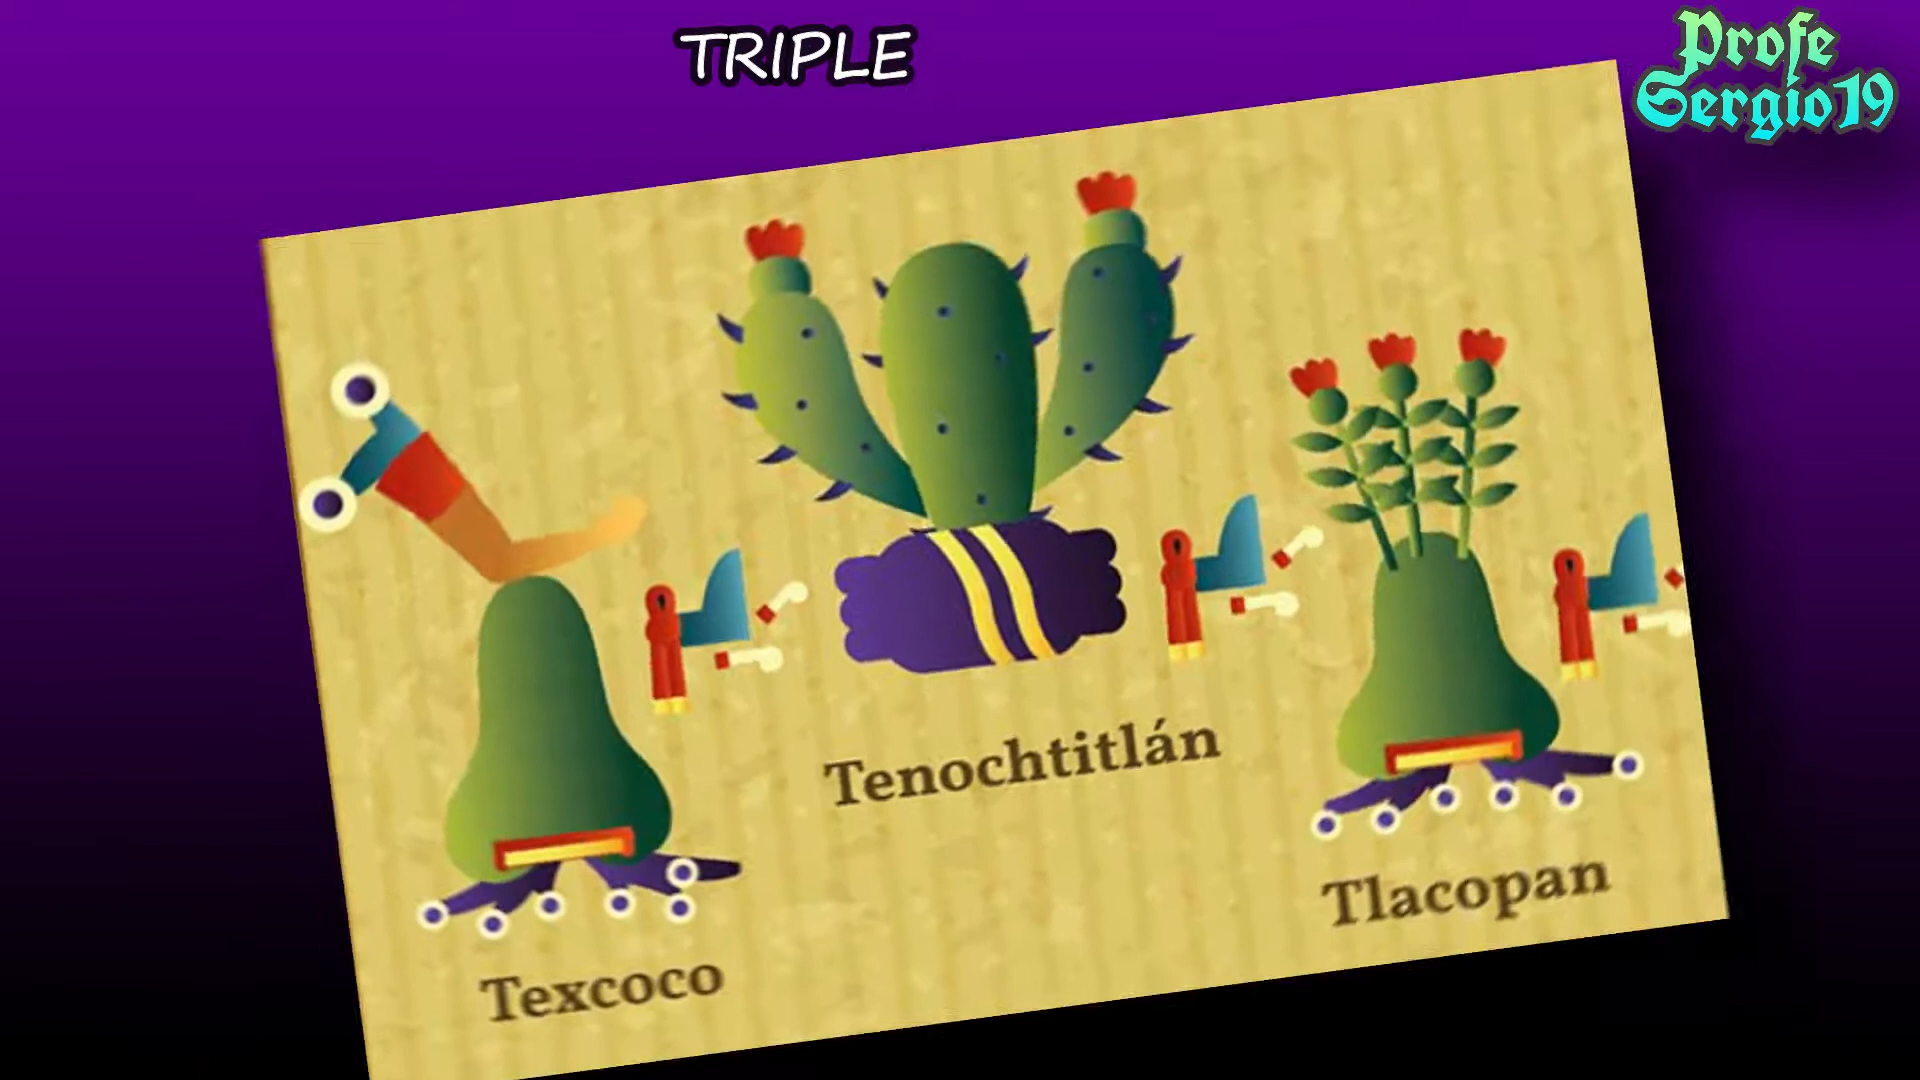 TRIPLE
Profe
Sergio19
Tenochtitlán
Tlacopan
Texcoco